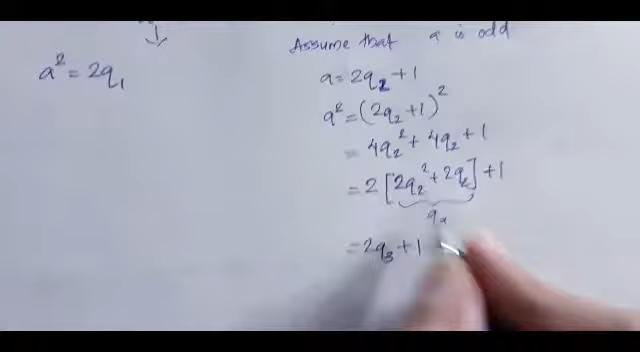 Assume that a is odd
a² = 2q₁
a = 2q₂ + 1
a² = (2q₂ + 1)²
= 4q₂² + 4q₂ + 1
= 2 [2q₂² + 2q₂] + 1
= 2q₃ + 1